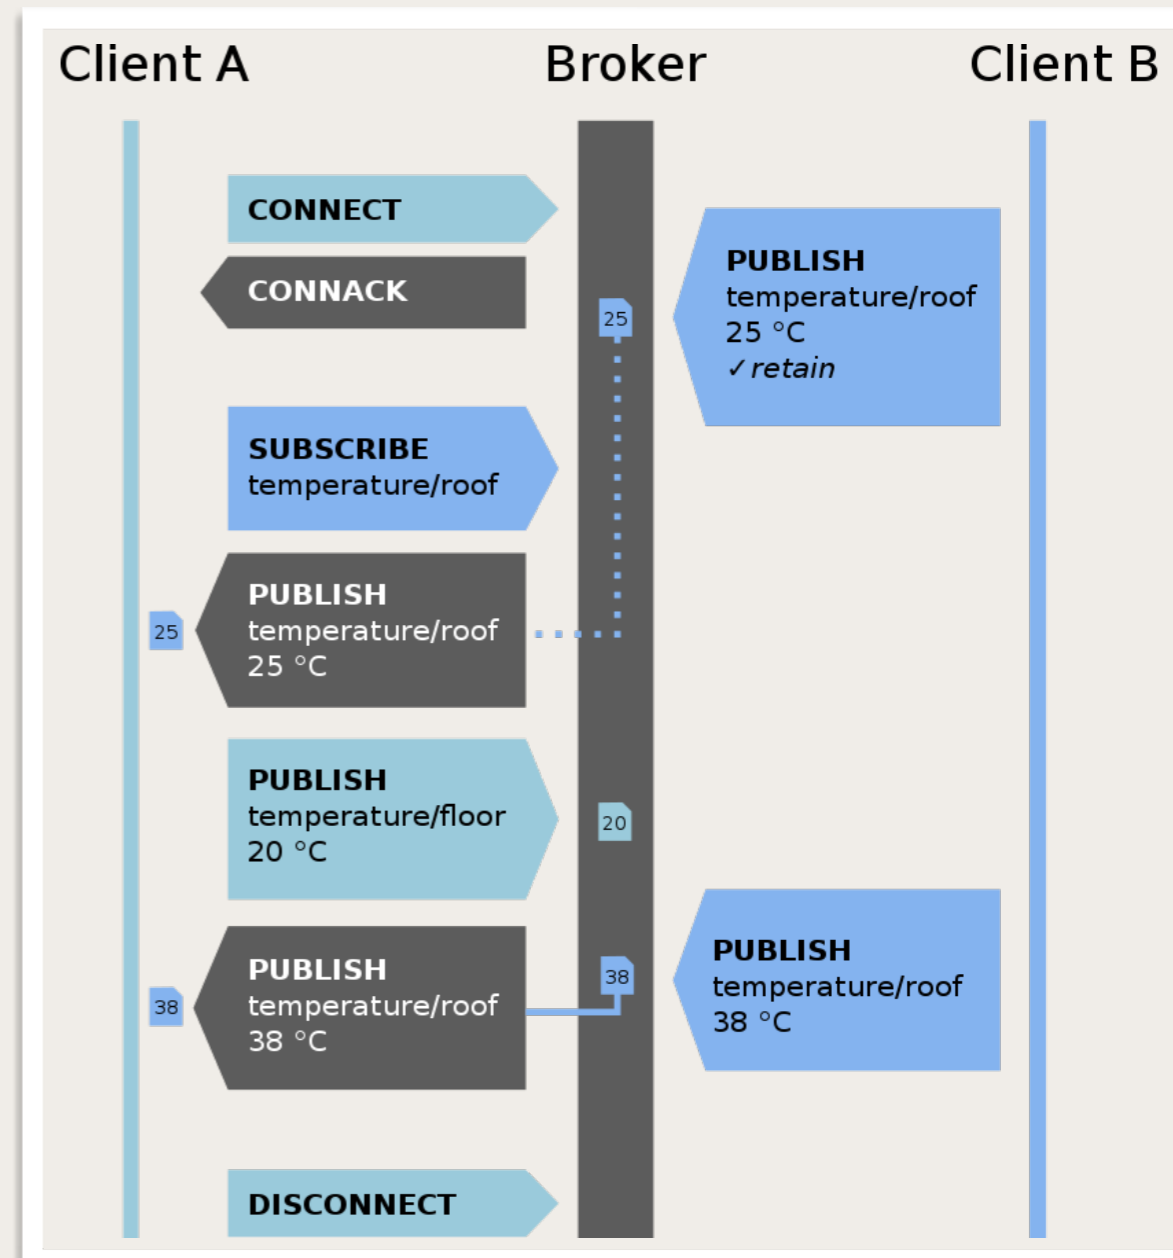 Client A
Broker
Client B
CONNECT
CONNACK
PUBLISH
temperature/roof
25 °C
✓retain
25
SUBSCRIBE
temperature/roof
PUBLISH
temperature/roof
25 °C
25
PUBLISH
temperature/floor
20 °C
20
PUBLISH
temperature/roof
38 °C
38
38
PUBLISH
temperature/roof
38 °C
DISCONNECT